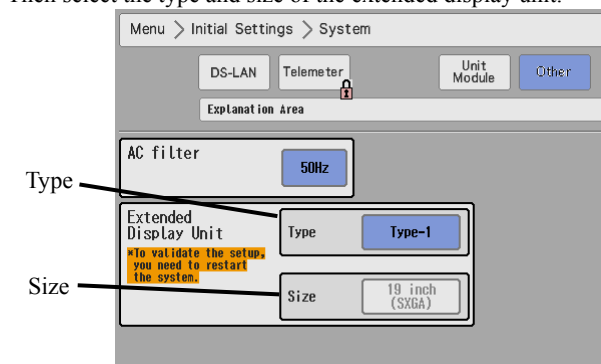 Then select the type and size of the extended display unit.
Menu > Initial Settings > System
DS-LAN
Telemeter
Unit
Module
Other
Explanation Area
AC filter
50Hz
Type
Extended
Display Unit
Type
Type-1
*To validate the setup,
you need to restart
the system.
Size
Size
19 inch
(SXGA)